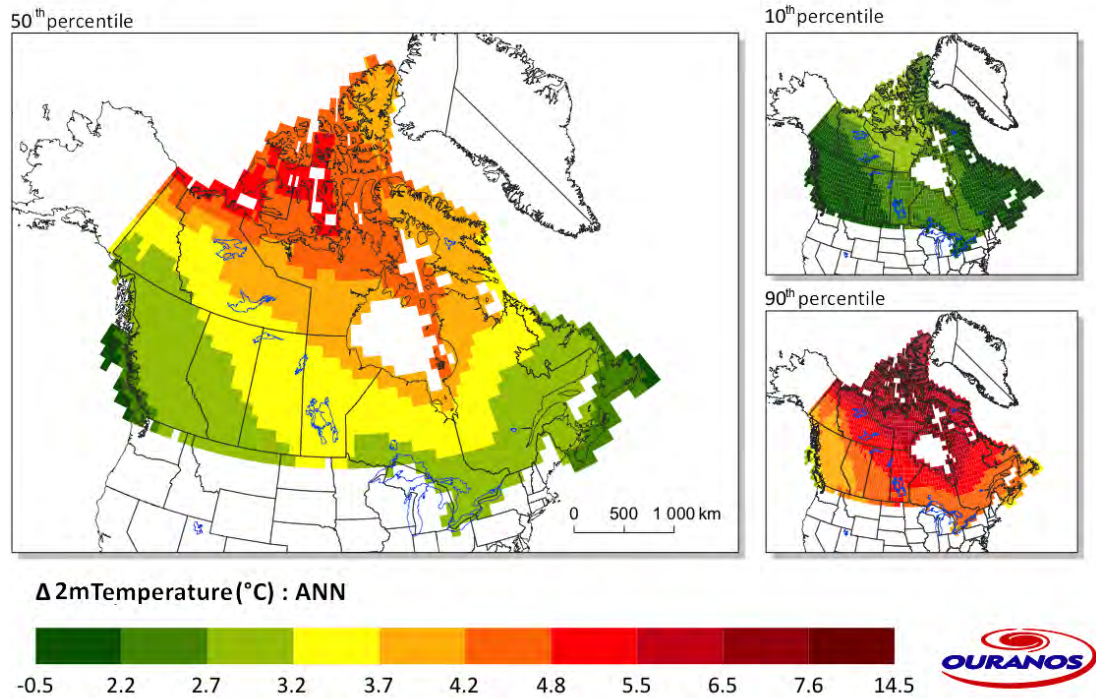 50th percentile
10th percentile
90th percentile
0 500 1 000 km
Δ 2mTemperature (°C) : ANN
-0.5 2.2 2.7 3.2 3.7 4.2 4.8 5.5 6.5 7.6 14.5
OURANOS